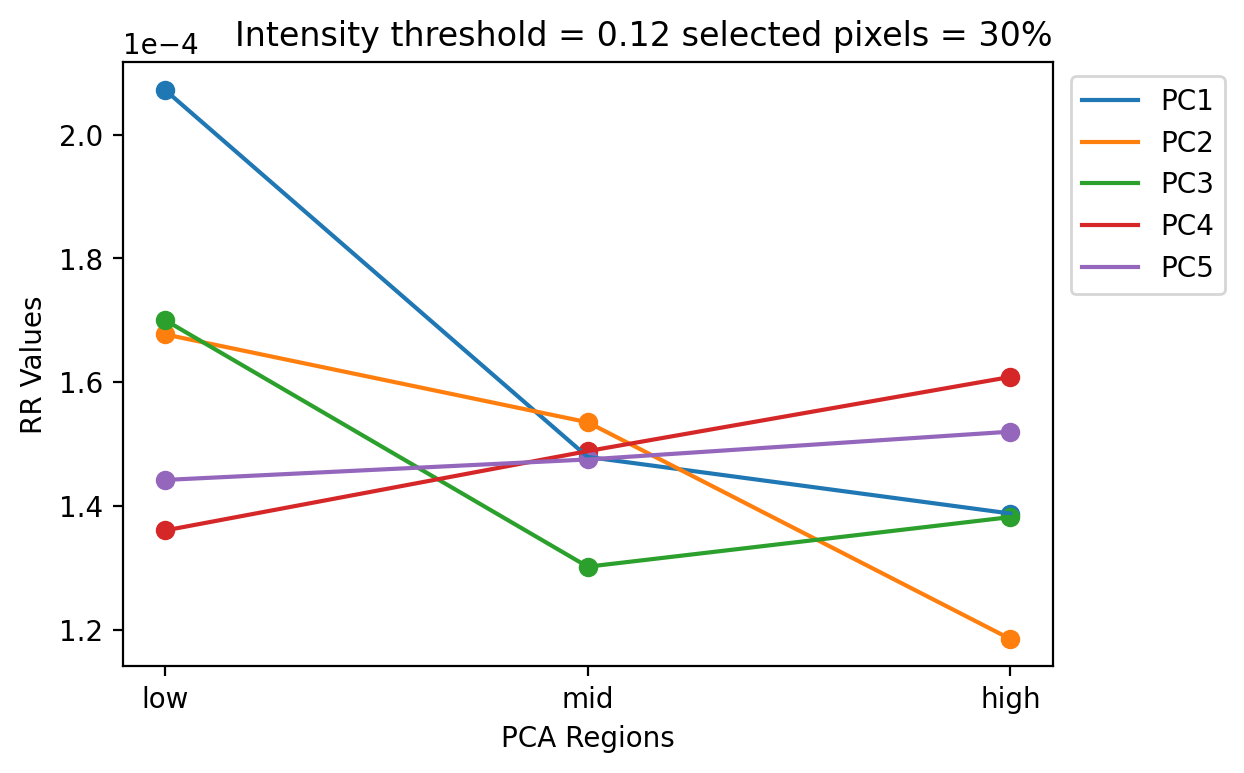 Intensity threshold = 0.12 selected pixels = 30%
1e−4
2.0
1.8
1.6
1.4
1.2
RR Values
low mid high
PCA Regions
PC1
PC2
PC3
PC4
PC5